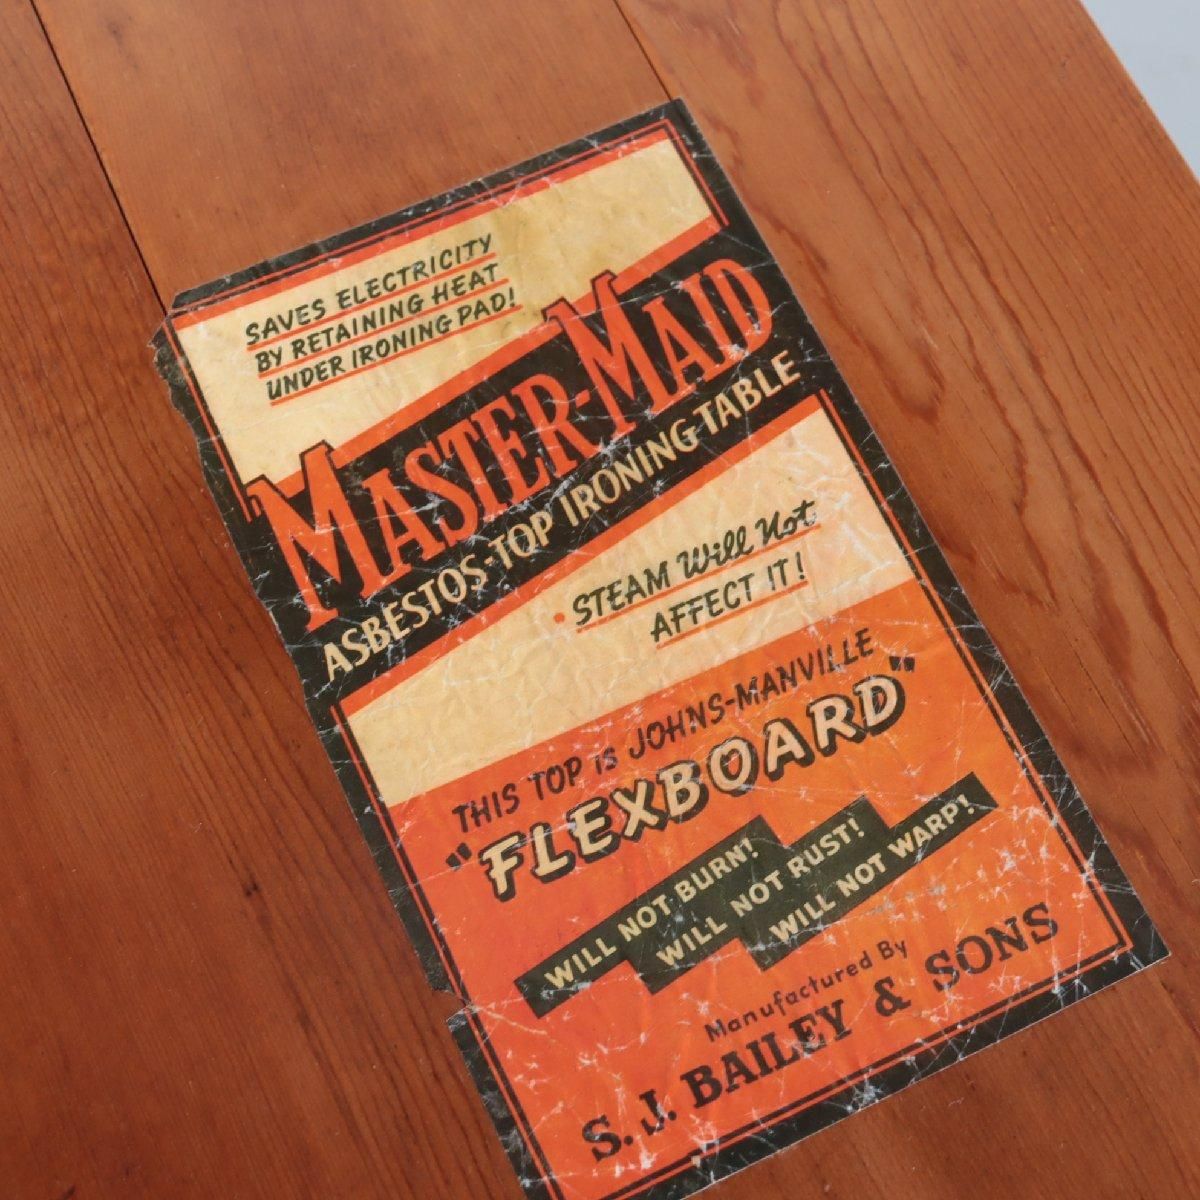 SAVES ELECTRICITY
BY RETAINING HEAT
UNDER IRONING PAD!
MASTER-MAID
ASBESTOS-TOP IRONING TABLE
• STEAM Will Not
AFFECT IT!
THIS TOP is JOHNS-MANVILLE
"FLEXBOARD"
WILL NOT BURN!
WILL NOT RUST!
WILL NOT WARP!
Manufactured By
S. J. BAILEY & SONS